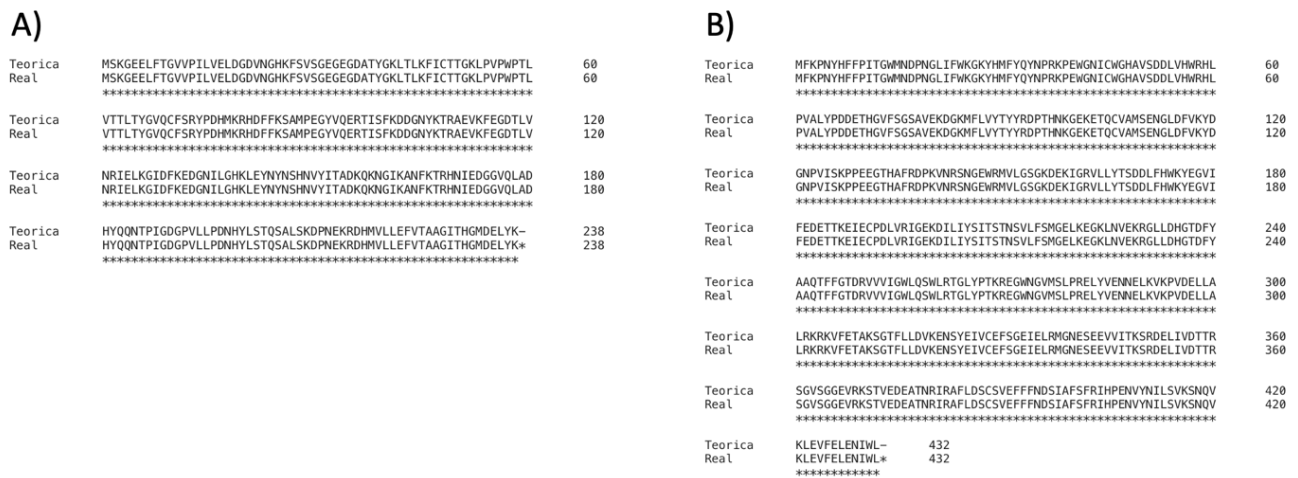 A)
Teorica MSKGEELFTGVVPILVELDGDVNGHKFSVSGEGEGDATYGKLTLKFICTTGKLPVPWPTL 60
Real MSKGEELFTGVVPILVELDGDVNGHKFSVSGEGEGDATYGKLTLKFICTTGKLPVPWPTL 60
************************************************************
Teorica VTTLTYGVQCFSRYPDHMKRHDFFKSAMPEGYVQERTISFKDDGNYKTRAEVKFEGDTLV 120
Real VTTLTYGVQCFSRYPDHMKRHDFFKSAMPEGYVQERTISFKDDGNYKTRAEVKFEGDTLV 120
************************************************************
Teorica NRIELKGIDFKEDGNILGHKLEYNYNSHNVYITADKQKNGIKANFKTRHNIEDGGVQLAD 180
Real NRIELKGIDFKEDGNILGHKLEYNYNSHNVYITADKQKNGIKANFKTRHNIEDGGVQLAD 180
************************************************************
Teorica HYQQNTPIGDGPVLLPDNHYLSTQSALSKDPNEKRDHMVLLEFVTAAGITHGMDELYK- 238
Real HYQQNTPIGDGPVLLPDNHYLSTQSALSKDPNEKRDHMVLLEFVTAAGITHGMDELYK* 238
**********************************************************
B)
Teorica MFKPNYHFFPITGWMNDPNGLIFWKGKYHMFYQYNPRKPEWGNICWGHAVSDDLVHWRHL 60
Real MFKPNYHFFPITGWMNDPNGLIFWKGKYHMFYQYNPRKPEWGNICWGHAVSDDLVHWRHL 60
************************************************************
Teorica PVALYPDDETHGVFSGSAVEKDGKMFLVYTYYRDPTHNKGEKETQCVAMSENGLDFVKYD 120
Real PVALYPDDETHGVFSGSAVEKDGKMFLVYTYYRDPTHNKGEKETQCVAMSENGLDFVKYD 120
************************************************************
Teorica GNPVISKPPEEGTHAFRDPKVNRSNGEWRMVLGSGKDEKIGRVLLYTSDDLFHWKYEGVI 180
Real GNPVISKPPEEGTHAFRDPKVNRSNGEWRMVLGSGKDEKIGRVLLYTSDDLFHWKYEGVI 180
************************************************************
Teorica FEDETTKEIECPDLVRIGEKDILIYSITSTNSVLFSMGELKEGKLNVEKRGLLDHGTDFY 240
Real FEDETTKEIECPDLVRIGEKDILIYSITSTNSVLFSMGELKEGKLNVEKRGLLDHGTDFY 240
************************************************************
Teorica AAQTFFGTDRVVVIGWLQSWLRTGLYPTKREGWNGVMSLPRELYVENNELKVKPVDELLA 300
Real AAQTFFGTDRVVVIGWLQSWLRTGLYPTKREGWNGVMSLPRELYVENNELKVKPVDELLA 300
************************************************************
Teorica LRKRKVFETAKSGTFLLDVKENSYEIVCEFSGEIELRMGNESEEVVITKSRDELIVDTTR 360
Real LRKRKVFETAKSGTFLLDVKENSYEIVCEFSGEIELRMGNESEEVVITKSRDELIVDTTR 360
************************************************************
Teorica SGVSGGEVRKSTVEDEATNRIRAFLDSCSVEFFFNDSIAFSFRIHPENVYNILSVKSNQV 420
Real SGVSGGEVRKSTVEDEATNRIRAFLDSCSVEFFFNDSIAFSFRIHPENVYNILSVKSNQV 420
************************************************************
Teorica KLEVFELENIWL- 432
Real KLEVFELENIWL* 432
************